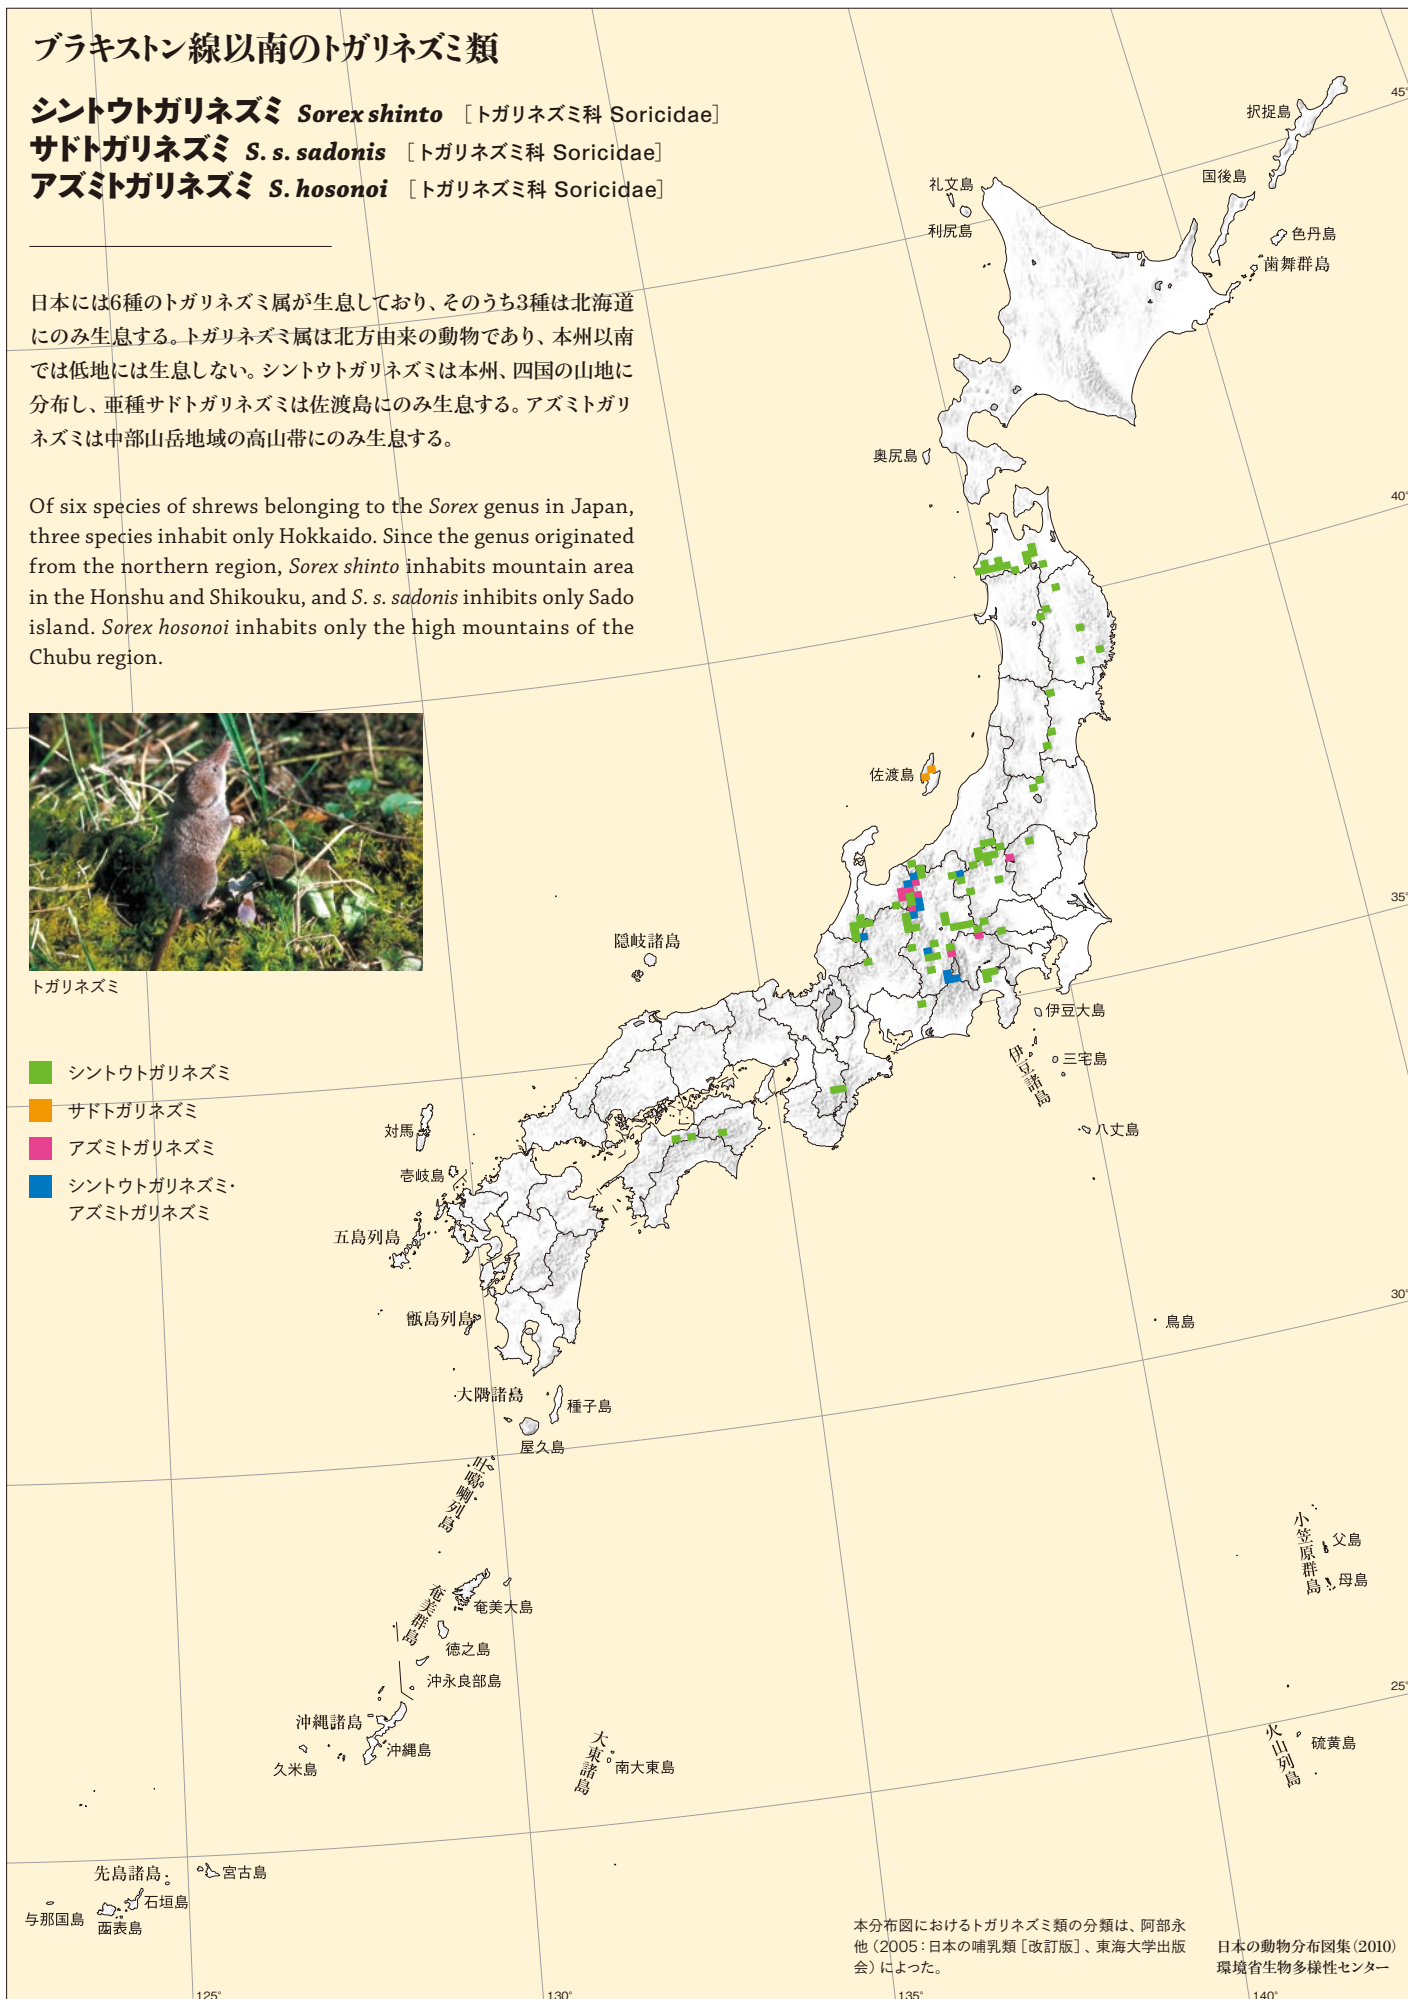 ブラキストン線以南のトガリネズミ類
シントウトガリネズミ Sorex shinto ［トガリネズミ科 Soricidae］
サドトガリネズミ S. s. sadonis ［トガリネズミ科 Soricidae］
アズミトガリネズミ S. hosonoi ［トガリネズミ科 Soricidae］
日本には6種のトガリネズミ属が生息しており、そのうち3種は北海道
にのみ生息する。トガリネズミ属は北方由来の動物であり、本州以南
では低地には生息しない。シントウトガリネズミは本州、四国の山地に
分布し、亜種サドトガリネズミは佐渡島にのみ生息する。アズミトガリ
ネズミは中部山岳地域の高山帯にのみ生息する。
Of six species of shrews belonging to the Sorex genus in Japan,
three species inhabit only Hokkaido. Since the genus originated
from the northern region, Sorex shinto inhabits mountain area
in the Honshu and Shikouku, and S. s. sadonis inhibits only Sado
island. Sorex hosonoi inhabits only the high mountains of the
Chubu region.
トガリネズミ
シントウトガリネズミ
サドトガリネズミ
アズミトガリネズミ
シントウトガリネズミ・
アズミトガリネズミ
択捉島
国後島
色丹島
歯舞群島
礼文島
利尻島
奥尻島
佐渡島
隠岐諸島
伊豆大島
伊豆諸島
三宅島
八丈島
対馬
壱岐島
五島列島
甑島列島
鳥島
大隅諸島
種子島
屋久島
吐噶喇列島
小笠原群島
父島
母島
奄美群島
奄美大島
徳之島
沖永良部島
沖縄諸島
沖縄島
久米島
大東諸島
南大東島
火山列島
硫黄島
先島諸島
宮古島
石垣島
与那国島
西表島
45°
40°
35°
30°
25°
125°
130°
135°
140°
本分布図におけるトガリネズミ類の分類は、阿部永
他（2005：日本の哺乳類［改訂版］、東海大学出版
会）によった。
日本の動物分布図集（2010）
環境省生物多様性センター